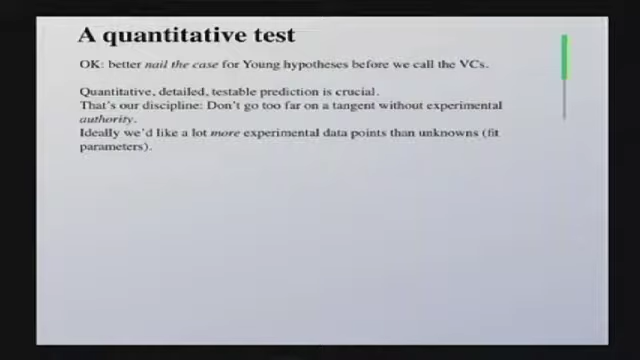 A quantitative test
OK: better nail the case for Young hypotheses before we call the VCs.
Quantitative, detailed, testable prediction is crucial.
That's our discipline: Don't go too far on a tangent without experimental
authority.
Ideally we'd like a lot more experimental data points than unknowns (fit
parameters).